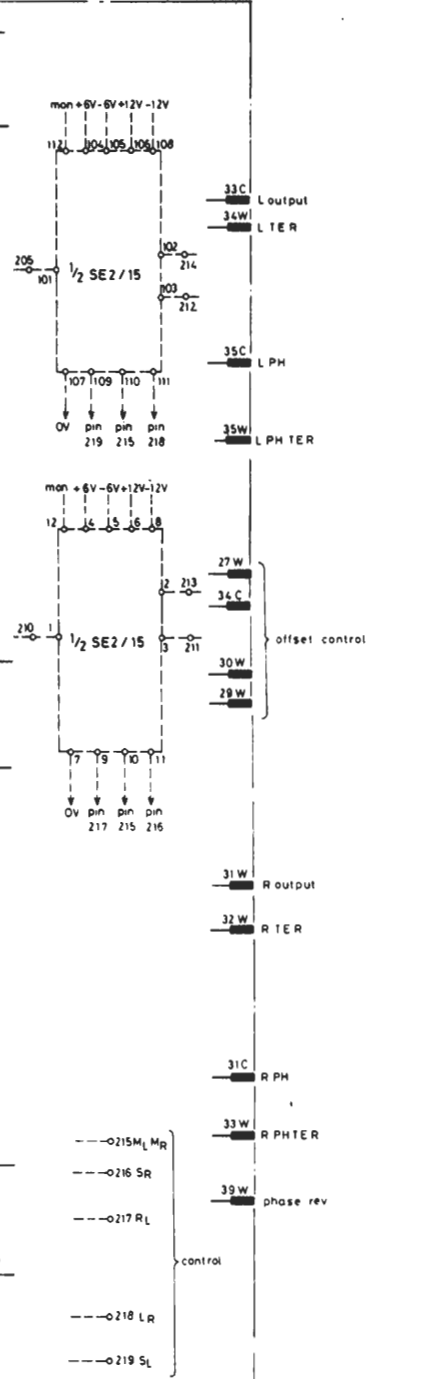 mon +6V -6V +12V -12V
112 104 105 106 108
33C
L output
34W
L TER
102
205
214
101
1/2 SE2/15
103
212
35C
L PH
107 109 110 111
0V pin pin pin
219 215 218
35W
L PH TER
mon +6V -6V +12V -12V
12 4 5 6 8
27 W
2 213
34 C
210 1
1/2 SE2/15
3 211
offset control
30 W
29 W
7 9 10 11
0V pin pin pin
217 215 216
31 W
R output
32 W
R TER
31C
R PH
33 W
R PHTER
215 ML MR
216 SR
39 W
phase rev
217 RL
control
218 LR
219 SL